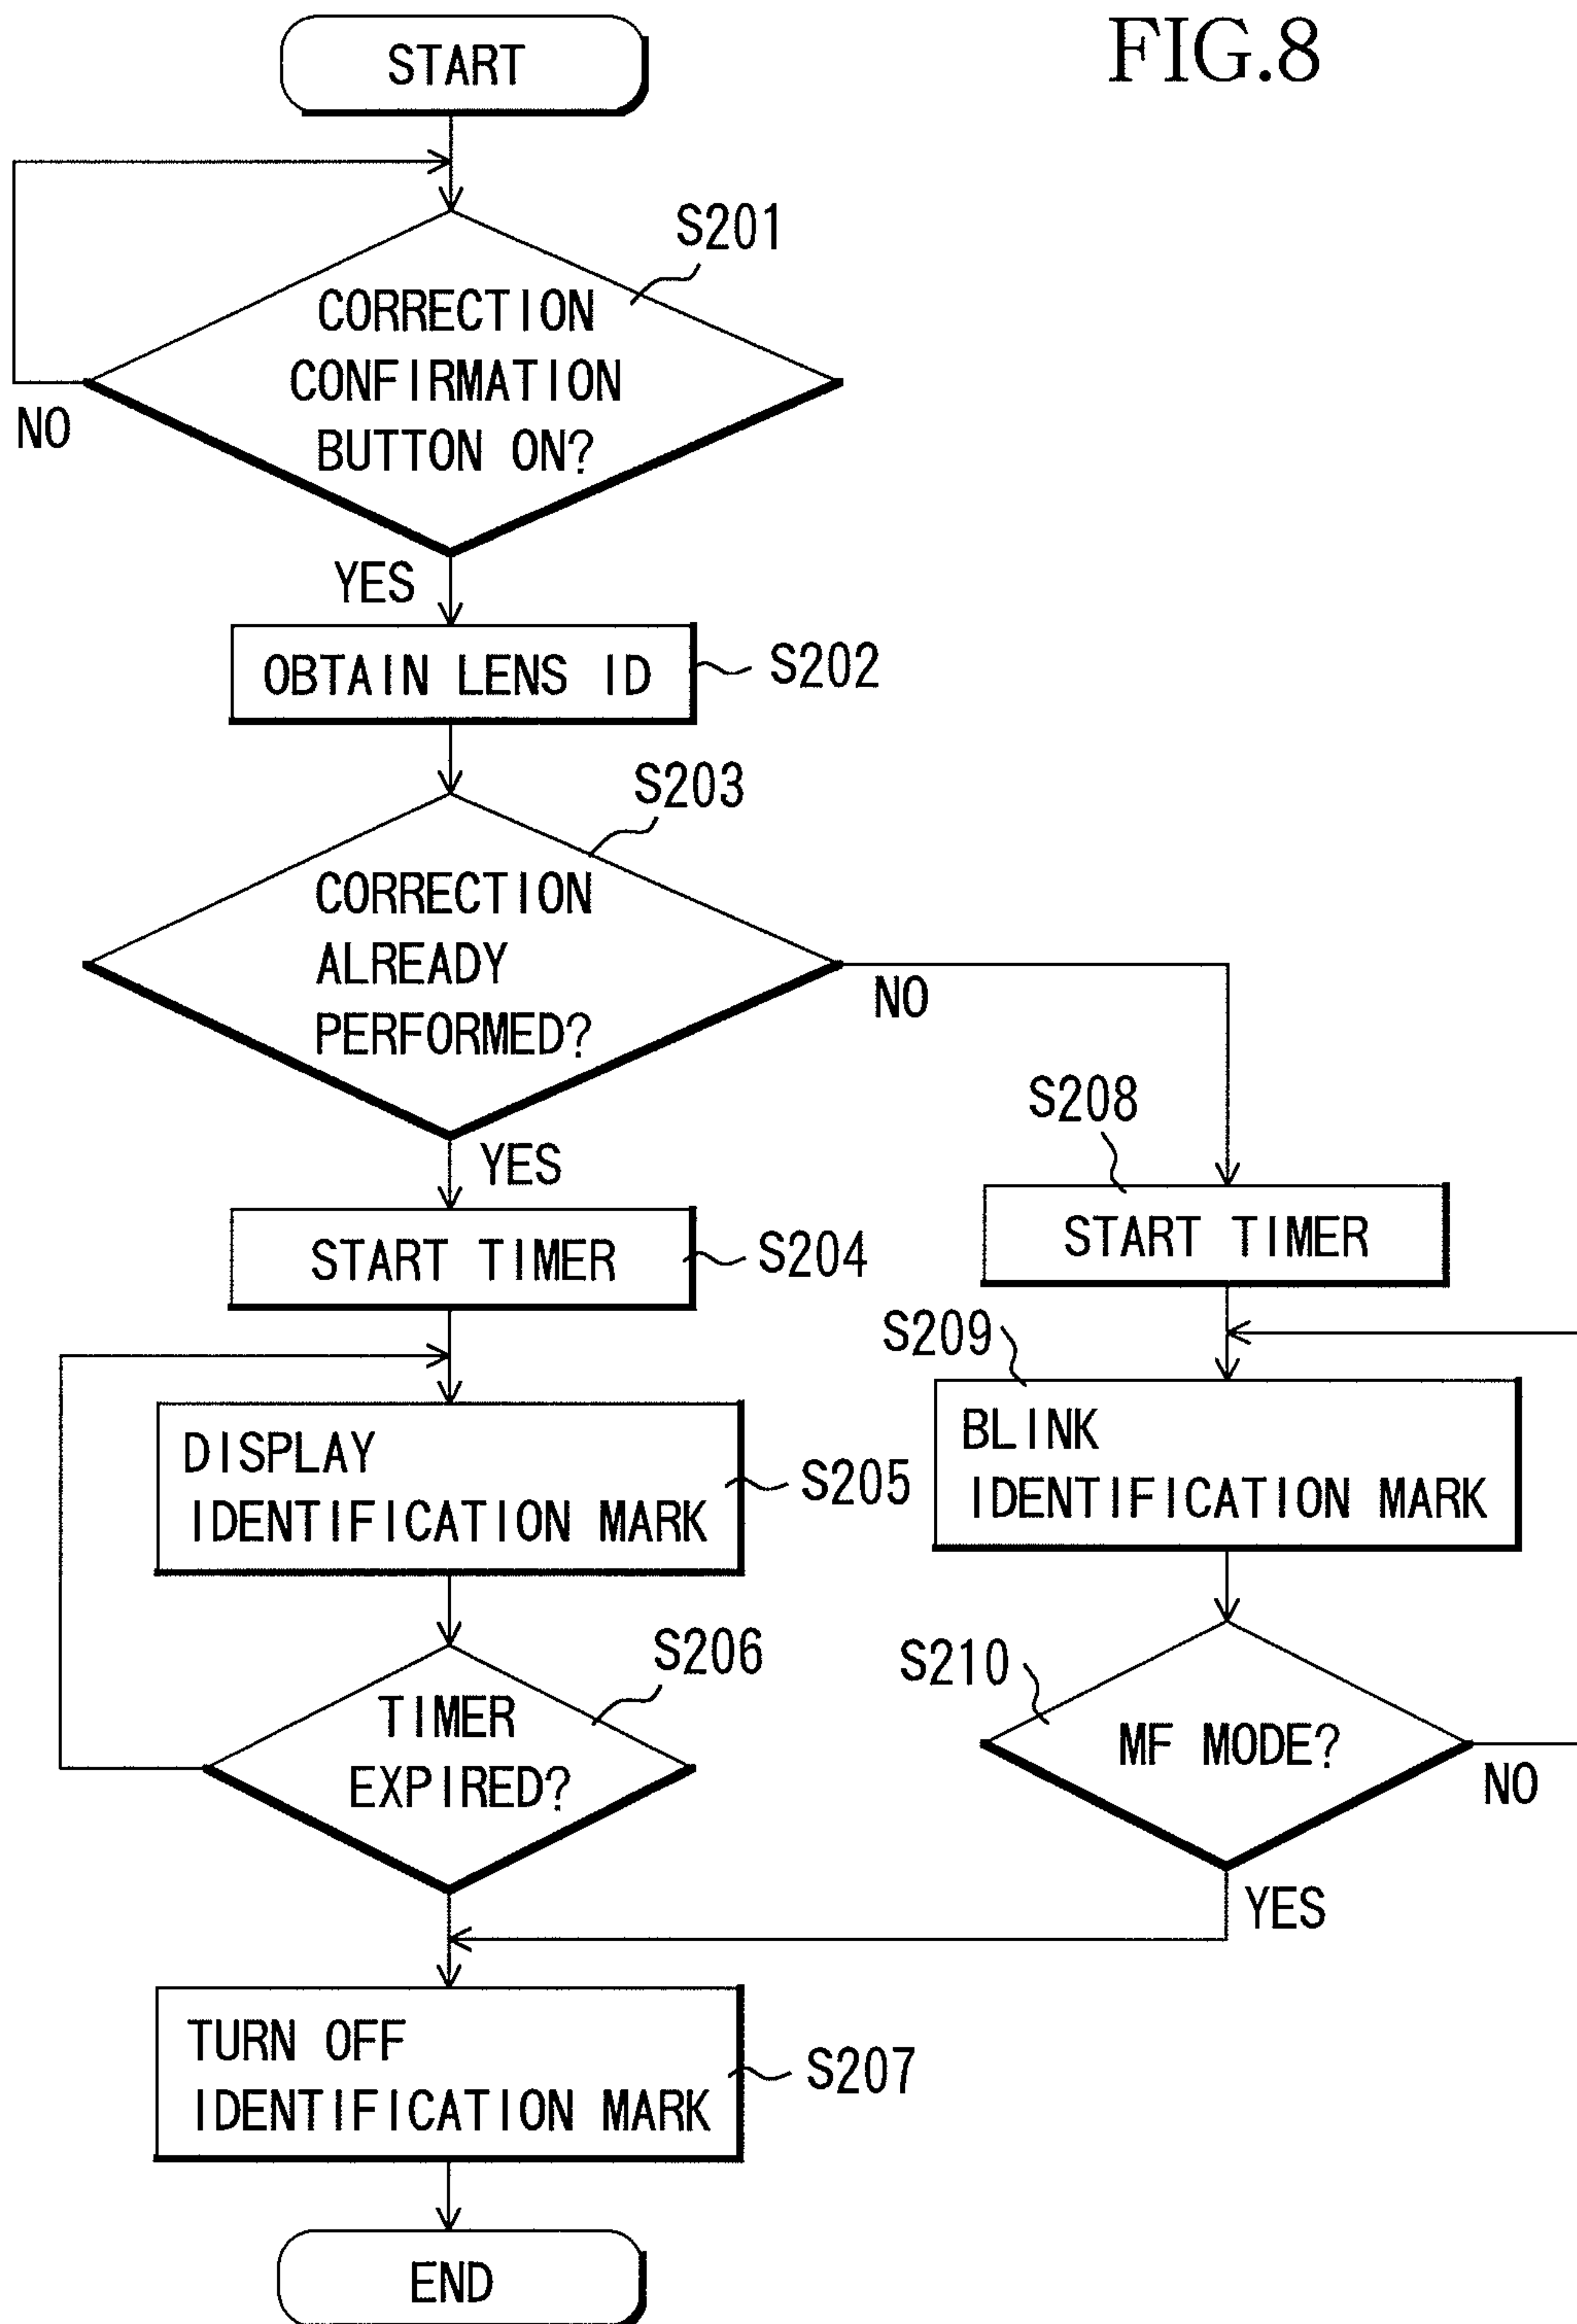 FIG.8
START
S201
CORRECTION
CONFIRMATION
BUTTON ON?
NO
YES
OBTAIN LENS ID
S202
S203
CORRECTION
ALREADY
PERFORMED?
NO
YES
S208
START TIMER
S204
START TIMER
S209
DISPLAY
IDENTIFICATION MARK
S205
BLINK
IDENTIFICATION MARK
S206
TIMER
EXPIRED?
S210
MF MODE?
NO
YES
TURN OFF
IDENTIFICATION MARK
S207
END